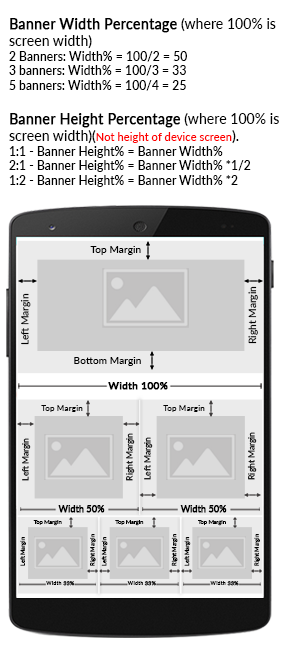 Banner Width Percentage (where 100% is
screen width)
2 Banners: Width% = 100/2 = 50
3 banners: Width% = 100/3 = 33
5 banners: Width% = 100/4 = 25
Banner Height Percentage (where 100% is
screen width)(Not height of device screen).
1:1 - Banner Height% = Banner Width%
2:1 - Banner Height% = Banner Width% *1/2
1:2 - Banner Height% = Banner Width% *2
Top Margin
Left Margin
Right Margin
Bottom Margin
Width 100%
Top Margin
Top Margin
Left Margin
Right Margin
Left Margin
Right Margin
Width 50%
Width 50%
Top Margin
Top Margin
Top Margin
Left Margin
Right Margin
Left Margin
Right Margin
Left Margin
Right Margin
Width 33%
Width 33%
Width 33%